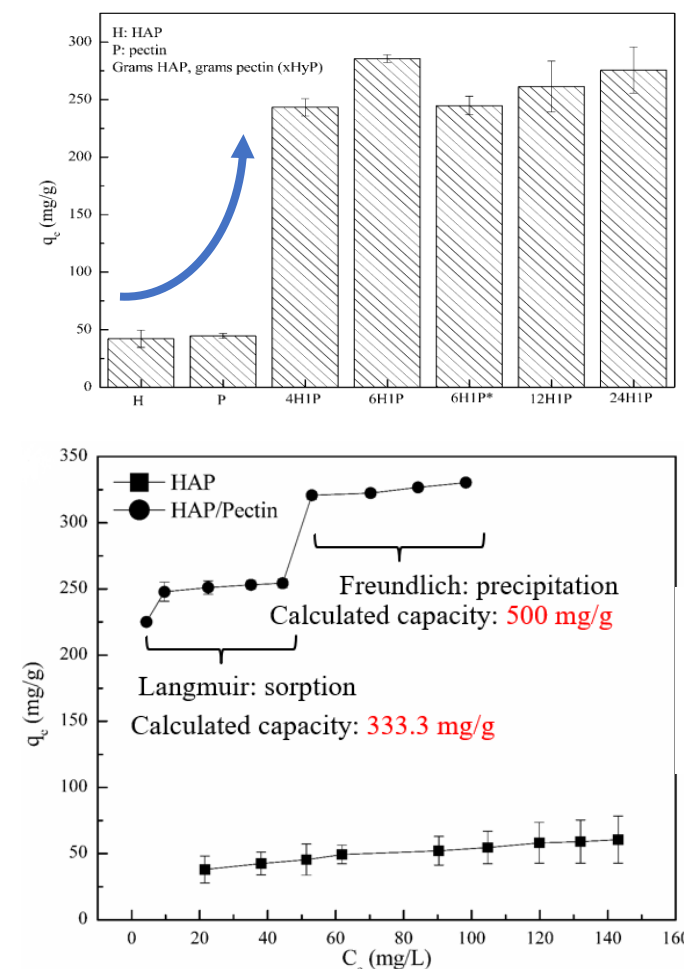 H: HAP
P: pectin
Grams HAP, grams pectin (xHyP)
300
250
200
150
100
50
0
qe (mg/g)
H P 4H1P 6H1P 6H1P* 12H1P 24H1P
350
300
250
200
150
100
50
0
qe (mg/g)
HAP
HAP/Pectin
Freundlich: precipitation
Calculated capacity: 500 mg/g
Langmuir: sorption
Calculated capacity: 333.3 mg/g
0 20 40 60 80 100 120 140 160
Ce (mg/L)